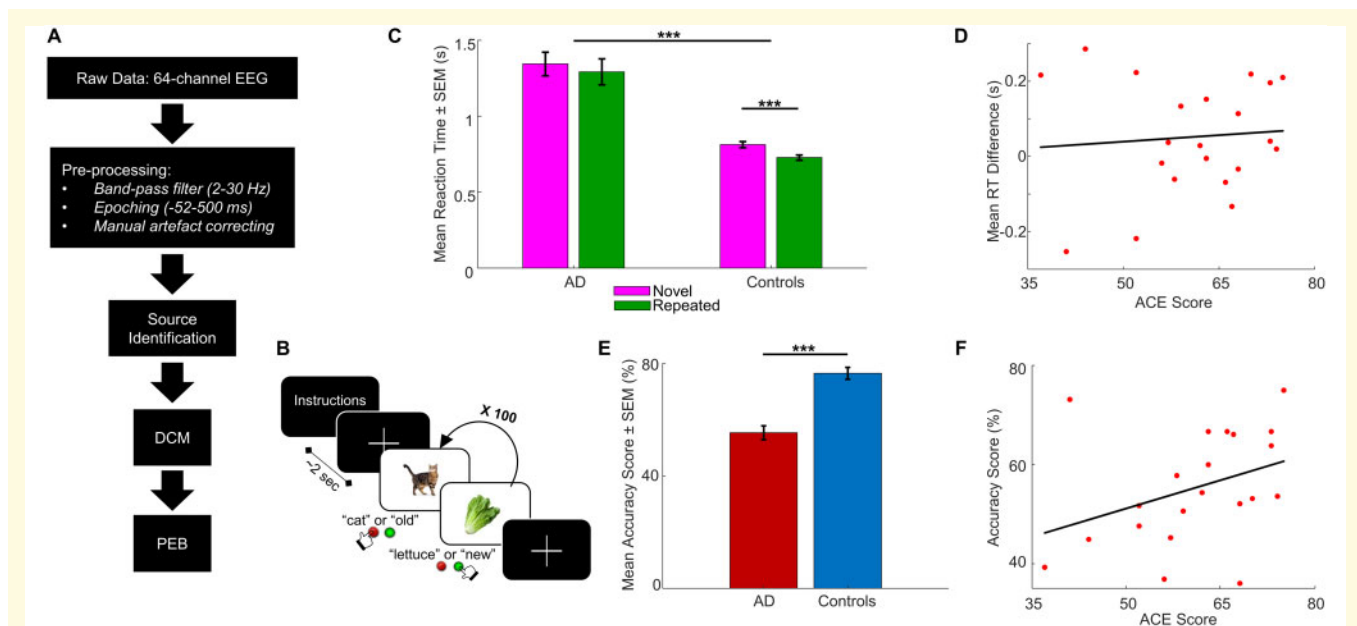 A
Raw Data: 64-channel EEG
Pre-processing:
• Band-pass filter (2-30 Hz)
• Epoching (-52-500 ms)
• Manual artefact correcting
Source
Identification
DCM
PEB
B
Instructions
~2 sec
X 100
"cat" or "old"
"lettuce" or "new"
C
Mean Reaction Time ± SEM (s)
1.5
1
0.5
0
***
***
AD
Controls
Novel
Repeated
D
Mean RT Difference (s)
0.2
0
-0.2
35
50
65
80
ACE Score
E
Mean Accuracy Score ± SEM (%)
80
40
0
***
AD
Controls
F
Accuracy Score (%)
80
60
40
35
50
65
80
ACE Score